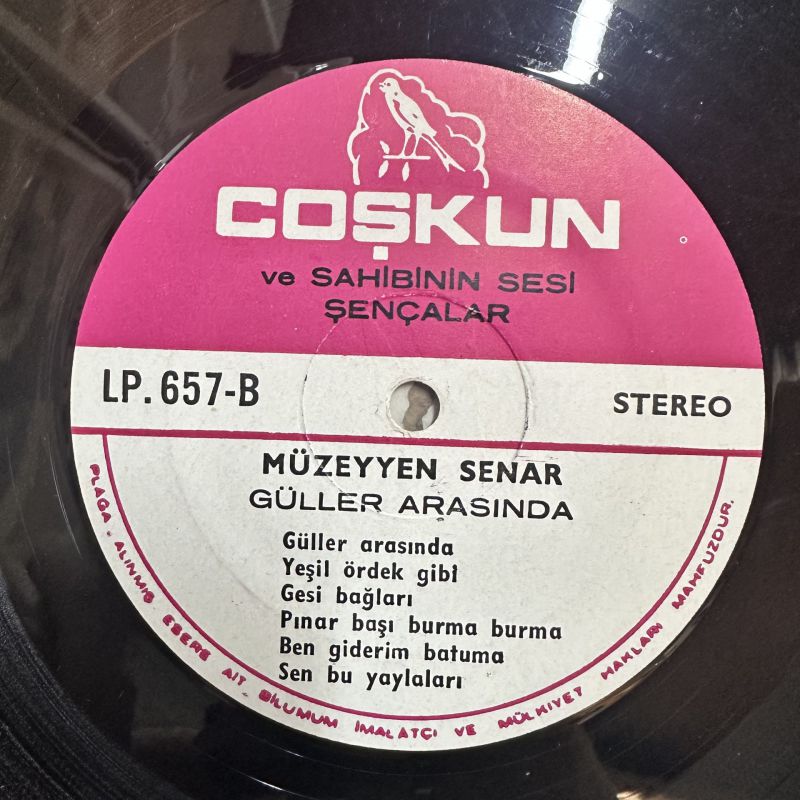 COŞKUN
ve SAHİBİNİN SESİ
ŞENÇALAR
LP. 657-B
STEREO
MÜZEYYEN SENAR
GÜLLER ARASINDA
Güller arasında
Yeşil ördek gibi
Gesi bağları
Pınar başı burma burma
Ben giderim batuma
Sen bu yaylaları
PLAĞA . ALINMIŞ ESERE AİT . BİLUMUM İMALATÇI VE MÜLKİYET HAKLARI MAHFUZDUR.